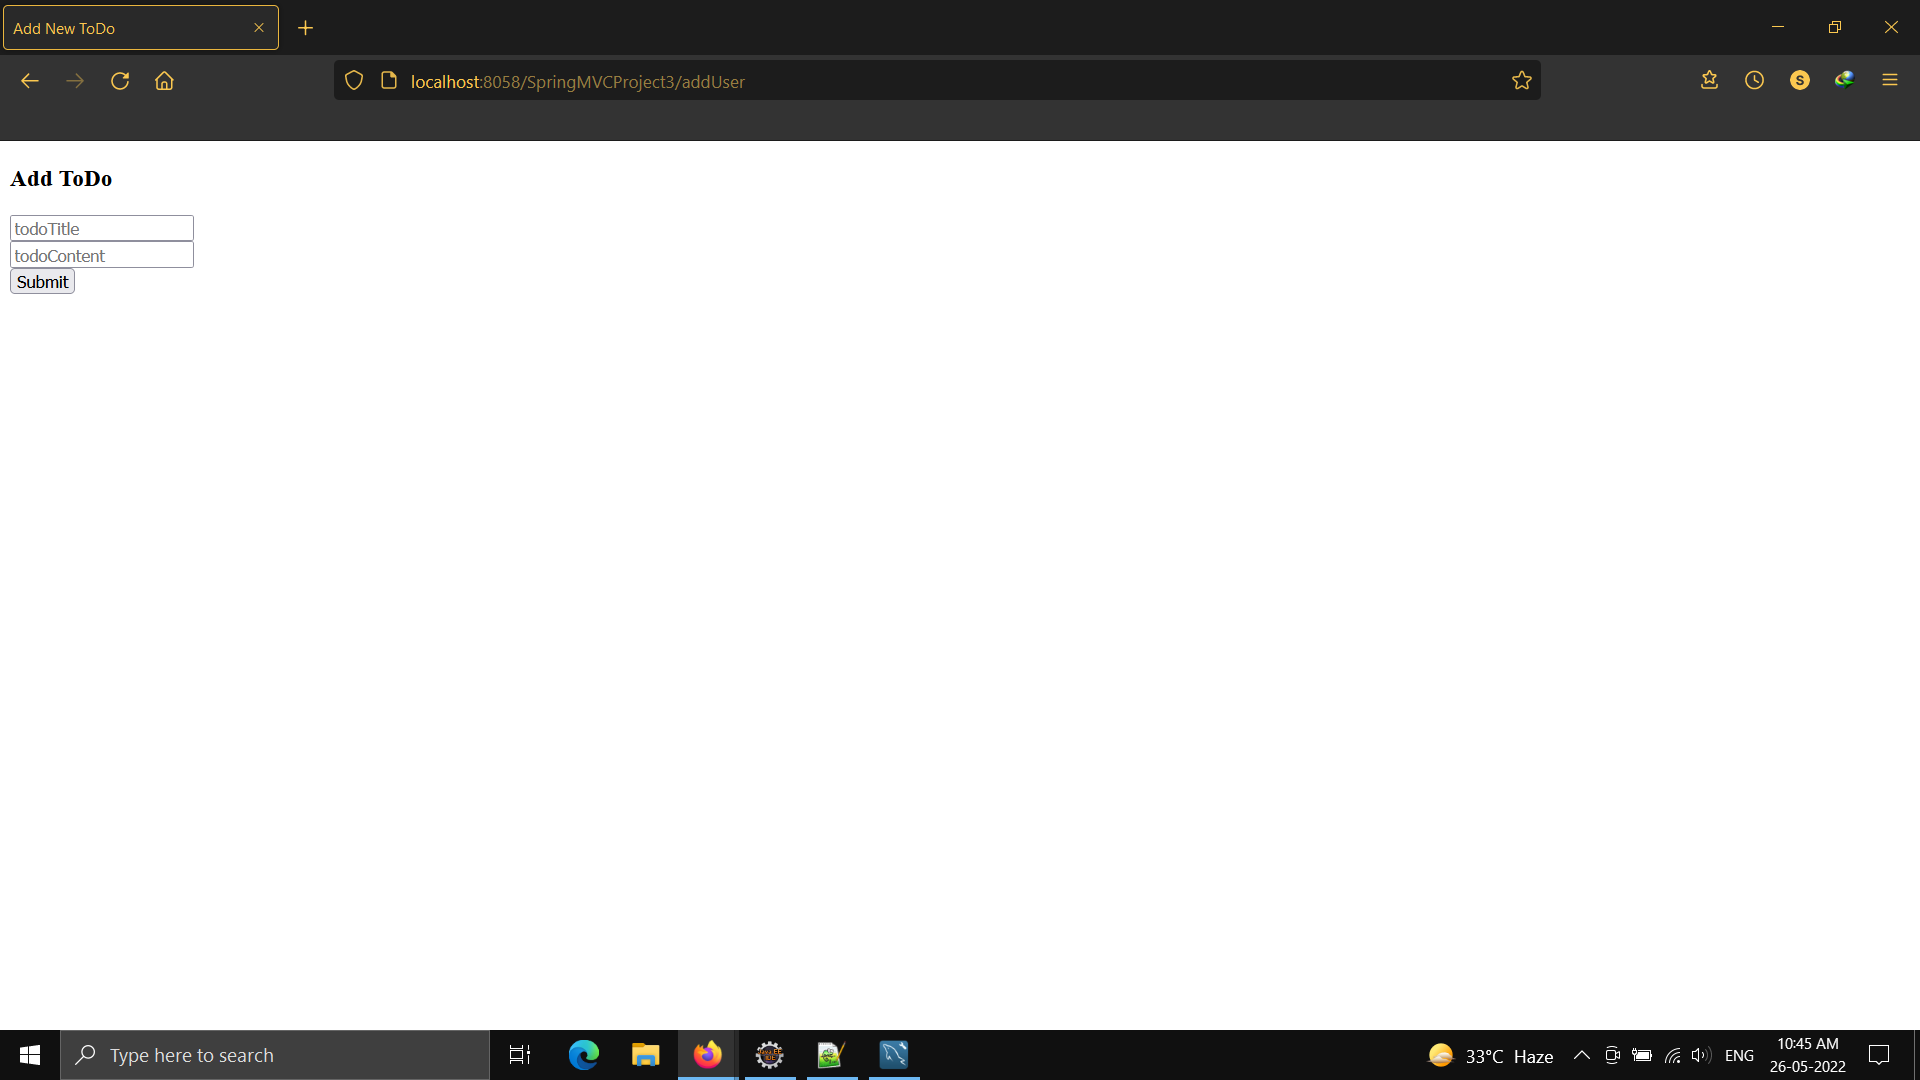 Add New ToDo
localhost:8058/SpringMVCProject3/addUser
S
Add ToDo
todoTitle
todoContent
Submit
Type here to search
33°C Haze
ENG
10:45 AM
26-05-2022